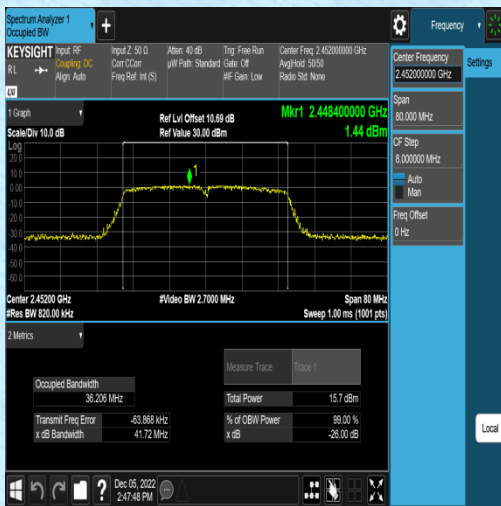 Spectrum Analyzer 1
Occupied BW
Frequency
KEYSIGHT
RL
Input: RF
Coupling: DC
Align: Auto
Input Z: 50 Ω
Corr CCorr
Freq Ref: Int (S)
Atten: 40 dB
µW Path: Standard
Trig: Free Run
Gate: Off
#IF Gain: Low
Center Freq: 2.452000000 GHz
Avg|Hold: 50/50
Radio Std: None
Center Frequency
2.452000000 GHz
Settings
Span
80.000 MHz
CF Step
8.000000 MHz
Auto
Man
Freq Offset
0 Hz
Local
1 Graph
Scale/Div 10.0 dB
Ref Lvl Offset 10.69 dB
Ref Value 30.00 dBm
Mkr1 2.448400000 GHz
1.44 dBm
Log
20.0
10.0
0.00
-10.0
-20.0
-30.0
-40.0
-50.0
-60.0
1
Center 2.45200 GHz
#Video BW 2.7000 MHz
Span 80 MHz
#Res BW 820.00 kHz
Sweep 1.00 ms (1001 pts)
2 Metrics
Measure Trace
Trace 1
Occupied Bandwidth
36.206 MHz
Total Power
15.7 dBm
Transmit Freq Error
-63.868 kHz
% of OBW Power
99.00 %
x dB Bandwidth
41.72 MHz
x dB
-26.00 dB
?
Dec 05, 2022
2:47:48 PM